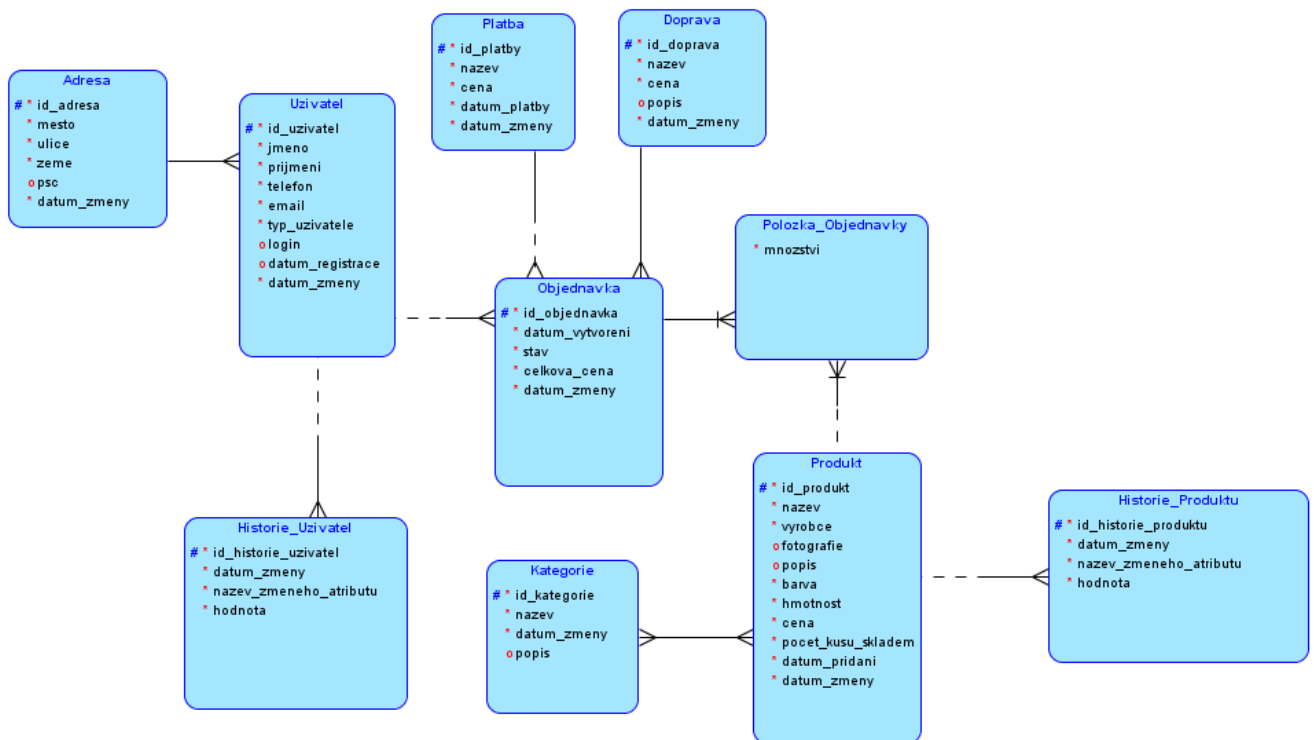 Adresa
# * id_adresa
* mesto
* ulice
* zeme
o psc
* datum_zmeny
Uzivatel
# * id_uzivatel
* jmeno
* prijmeni
* telefon
* email
* typ_uzivatele
o login
o datum_registrace
* datum_zmeny
Platba
# * id_platby
* nazev
* cena
* datum_platby
* datum_zmeny
Doprava
# * id_doprava
* nazev
* cena
o popis
* datum_zmeny
Polozka_Objednavky
* mnozstvi
Objednavka
# * id_objednavka
* datum_vytvoreni
* stav
* celkova_cena
* datum_zmeny
Historie_Uzivatel
# * id_historie_uzivatel
* datum_zmeny
* nazev_zmeneho_atributu
* hodnota
Kategorie
# * id_kategorie
* nazev
* datum_zmeny
o popis
Produkt
# * id_produkt
* nazev
* vyrobce
o fotografie
o popis
* barva
* hmotnost
* cena
* pocet_kusu_skladem
* datum_pridani
* datum_zmeny
Historie_Produktu
# * id_historie_produktu
* datum_zmeny
* nazev_zmeneho_atributu
* hodnota